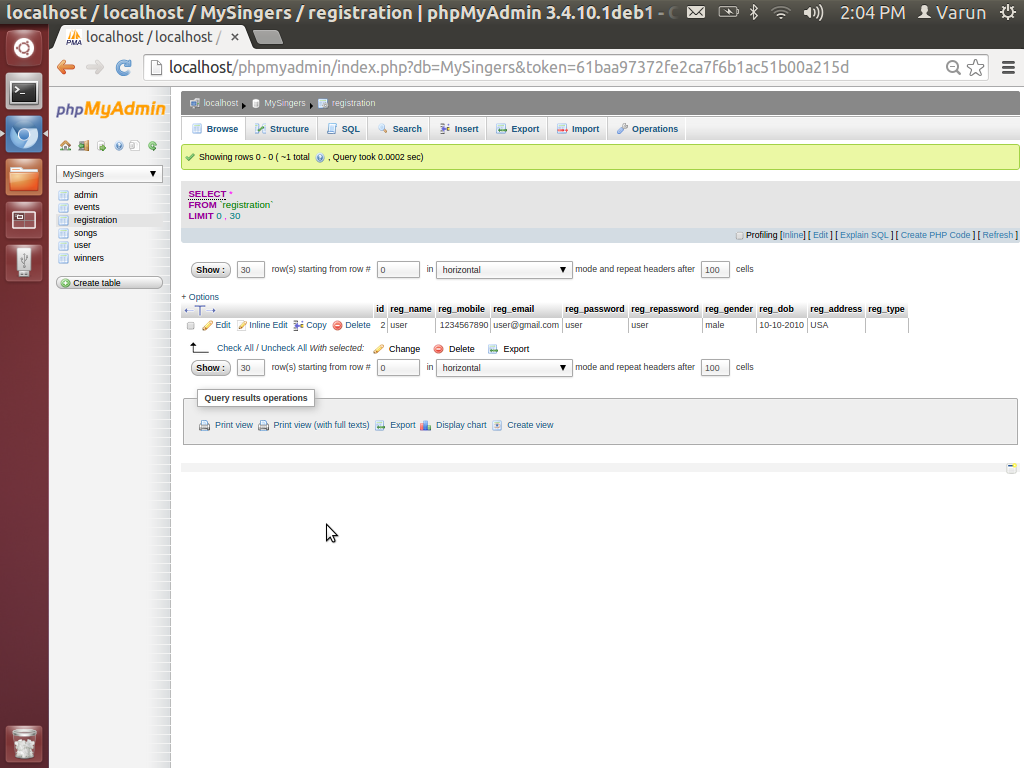 localhost / localhost / MySingers / registration | phpMyAdmin 3.4.10.1deb1 - 2:04 PM Varun
PMA localhost / localhost / ×
localhost/phpmyadmin/index.php?db=MySingers&token=61baa97372fe2ca7f6b1ac51b00a215d
phpMyAdmin
MySingers
admin
events
registration
songs
user
winners
Create table
localhost MySingers registration
Browse Structure SQL Search Insert Export Import Operations
Showing rows 0 - 0 ( ~1 total , Query took 0.0002 sec)
SELECT *
FROM `registration`
LIMIT 0 , 30
Profiling [Inline] [ Edit ] [ Explain SQL ] [ Create PHP Code ] [ Refresh ]
Show : 30 row(s) starting from row # 0 in horizontal mode and repeat headers after 100 cells
+ Options
id reg_name reg_mobile reg_email reg_password reg_repassword reg_gender reg_dob reg_address reg_type
Edit Inline Edit Copy Delete 2 user 1234567890 user@gmail.com user user male 10-10-2010 USA
Check All / Uncheck All With selected: Change Delete Export
Show : 30 row(s) starting from row # 0 in horizontal mode and repeat headers after 100 cells
Query results operations
Print view Print view (with full texts) Export Display chart Create view